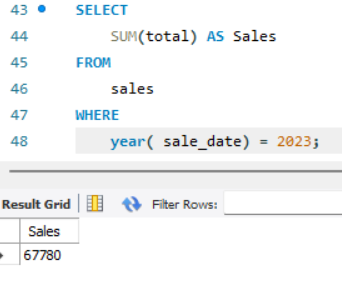 43 SELECT
44 SUM(total) AS Sales
45 FROM
46 sales
47 WHERE
48 year( sale_date) = 2023;
Result Grid Filter Rows:
Sales
67780